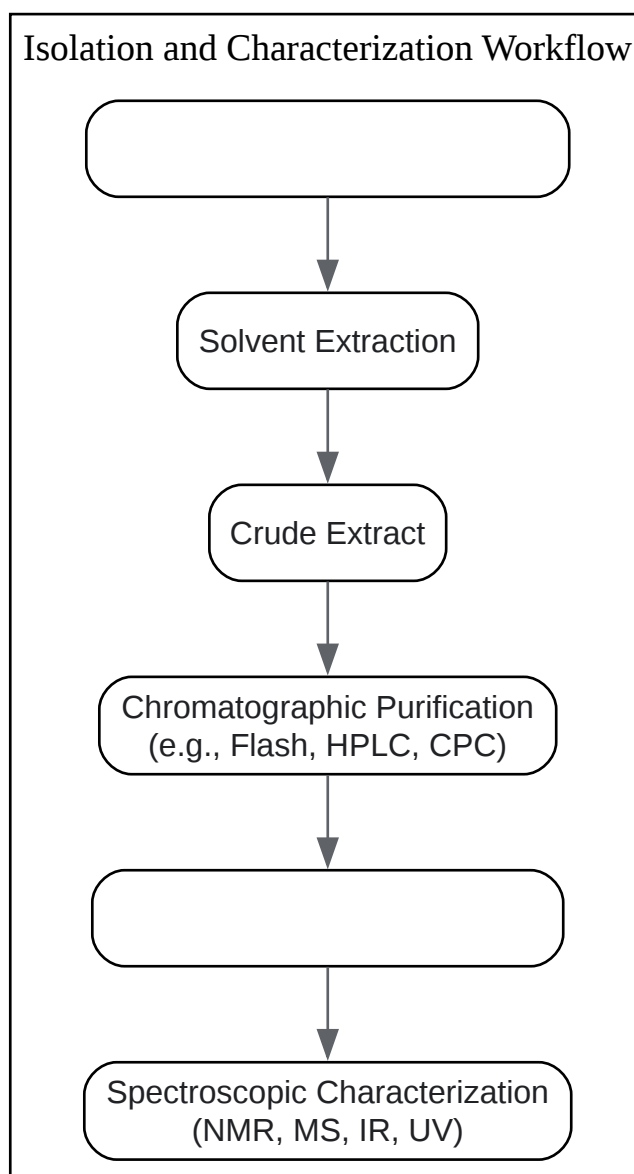 Isolation and Characterization Workflow
Solvent Extraction
Crude Extract
Chromatographic Purification
(e.g., Flash, HPLC, CPC)
Spectroscopic Characterization
(NMR, MS, IR, UV)